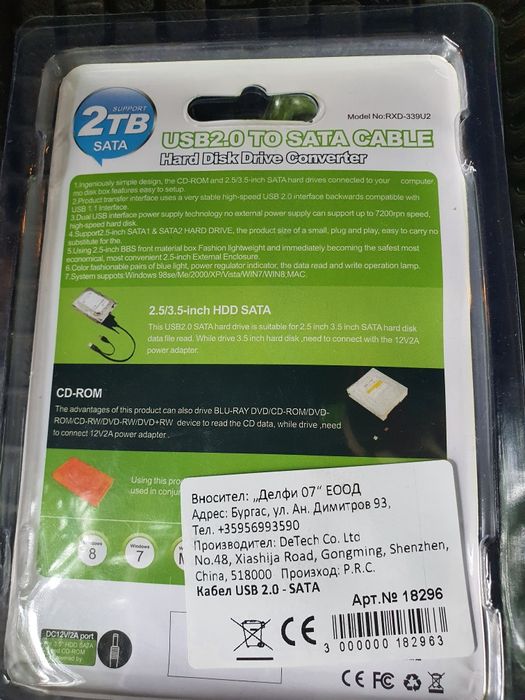 SUPPORT
2TB
SATA
Model No:RXD-339U2
USB2.0 TO SATA CABLE
Hard Disk Drive Converter
1.Ingeniously simple design, the CD-ROM and 2.5/3.5-inch SATA hard drives connected to your computer
mo disk box features easy to setup.
2.Product transfer interface uses a very stable high-speed USB 2.0 interface backwards compatible with
USB 1.1 Interface.
3.Dual USB interface power supply technology no external power supply can support up to 7200rpn speed,
high-speed hard disk.
4.Support2.5-inch SATA1 & SATA2 HARD DRIVE, the product size of a small, plug and play, easy to carry no
substitute for the.
5.Using 2.5-inch BBS front material box Fashion lightweight and immediately becoming the safest most
economical, most convenient 2.5-inch External Enclosure.
6.Color fashionable pairs of blue light, power regulator indicator, the data read and write operation lamp.
7.System supports:Windows 98se/Me/2000/XP/Vista/WIN7/WIN8;MAC.
2.5/3.5-inch HDD SATA
This USB2.0 SATA hard drive is suitable for 2.5 inch 3.5 inch SATA hard disk
data file read. While drive 3.5 inch hard disk ,need to connect with the 12V2A
power adapter.
CD-ROM
The advantages of this product can also drive BLU-RAY DVD/CD-ROM/DVD-
ROM/CD-RW/DVD-RW/DVD+RW device to read the CD data, while drive ,need
to connect 12V2A power adapter .
Using this pro
used in conju
Windows
8
Windows
7
DC12V/2A port
For 3.5" HDD SATA
and CD-ROM
powered by
Вносител: „Делфи 07“ ЕООД
Адрес: Бургас, ул. Ан. Димитров 93,
Тел. +35956993590
Производител: DeTech Co. Ltd
No.48, Xiashija Road, Gongming, Shenzhen,
China, 518000 Произход: P.R.C.
Кабел USB 2.0 - SATA
Арт.№ 18296
CE
3 000000 182963
CE FC